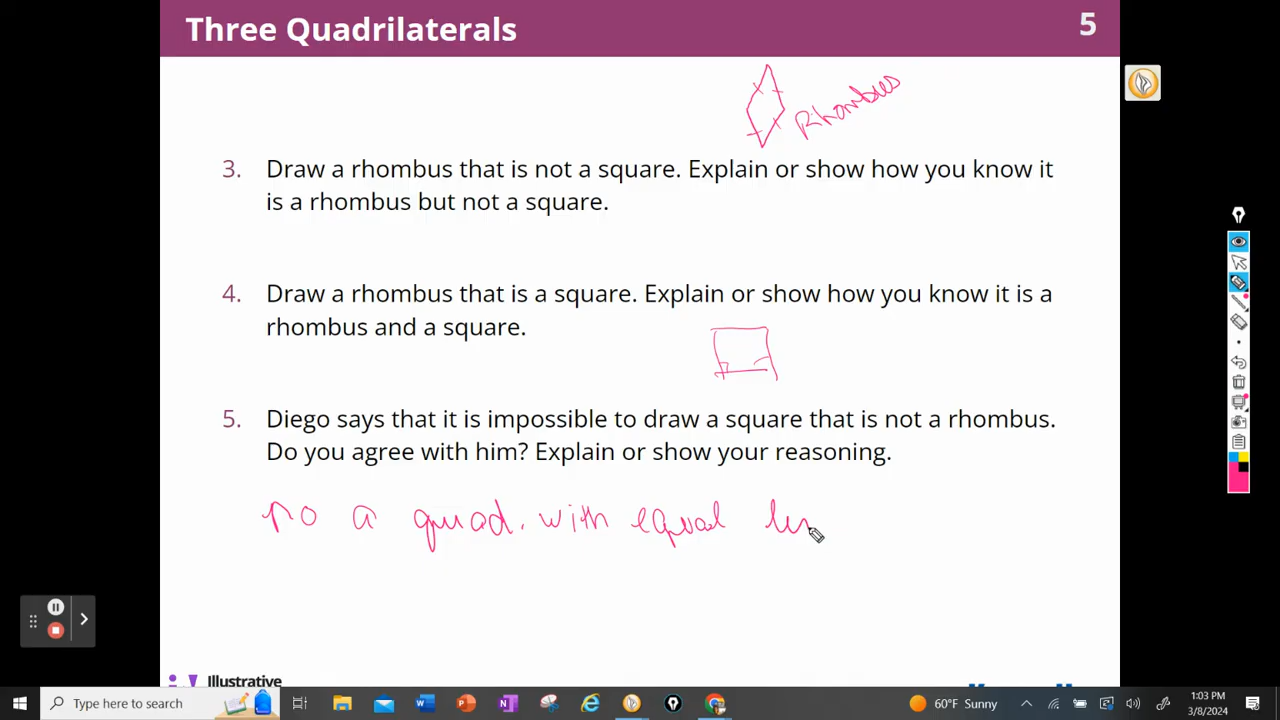 Three Quadrilaterals 5
Rhombus
3. Draw a rhombus that is not a square. Explain or show how you know it
is a rhombus but not a square.
4. Draw a rhombus that is a square. Explain or show how you know it is a
rhombus and a square.
5. Diego says that it is impossible to draw a square that is not a rhombus.
Do you agree with him? Explain or show your reasoning.
no a quad. with equal
Illustrative
Type here to search
60°F Sunny
1:03 PM
3/8/2024